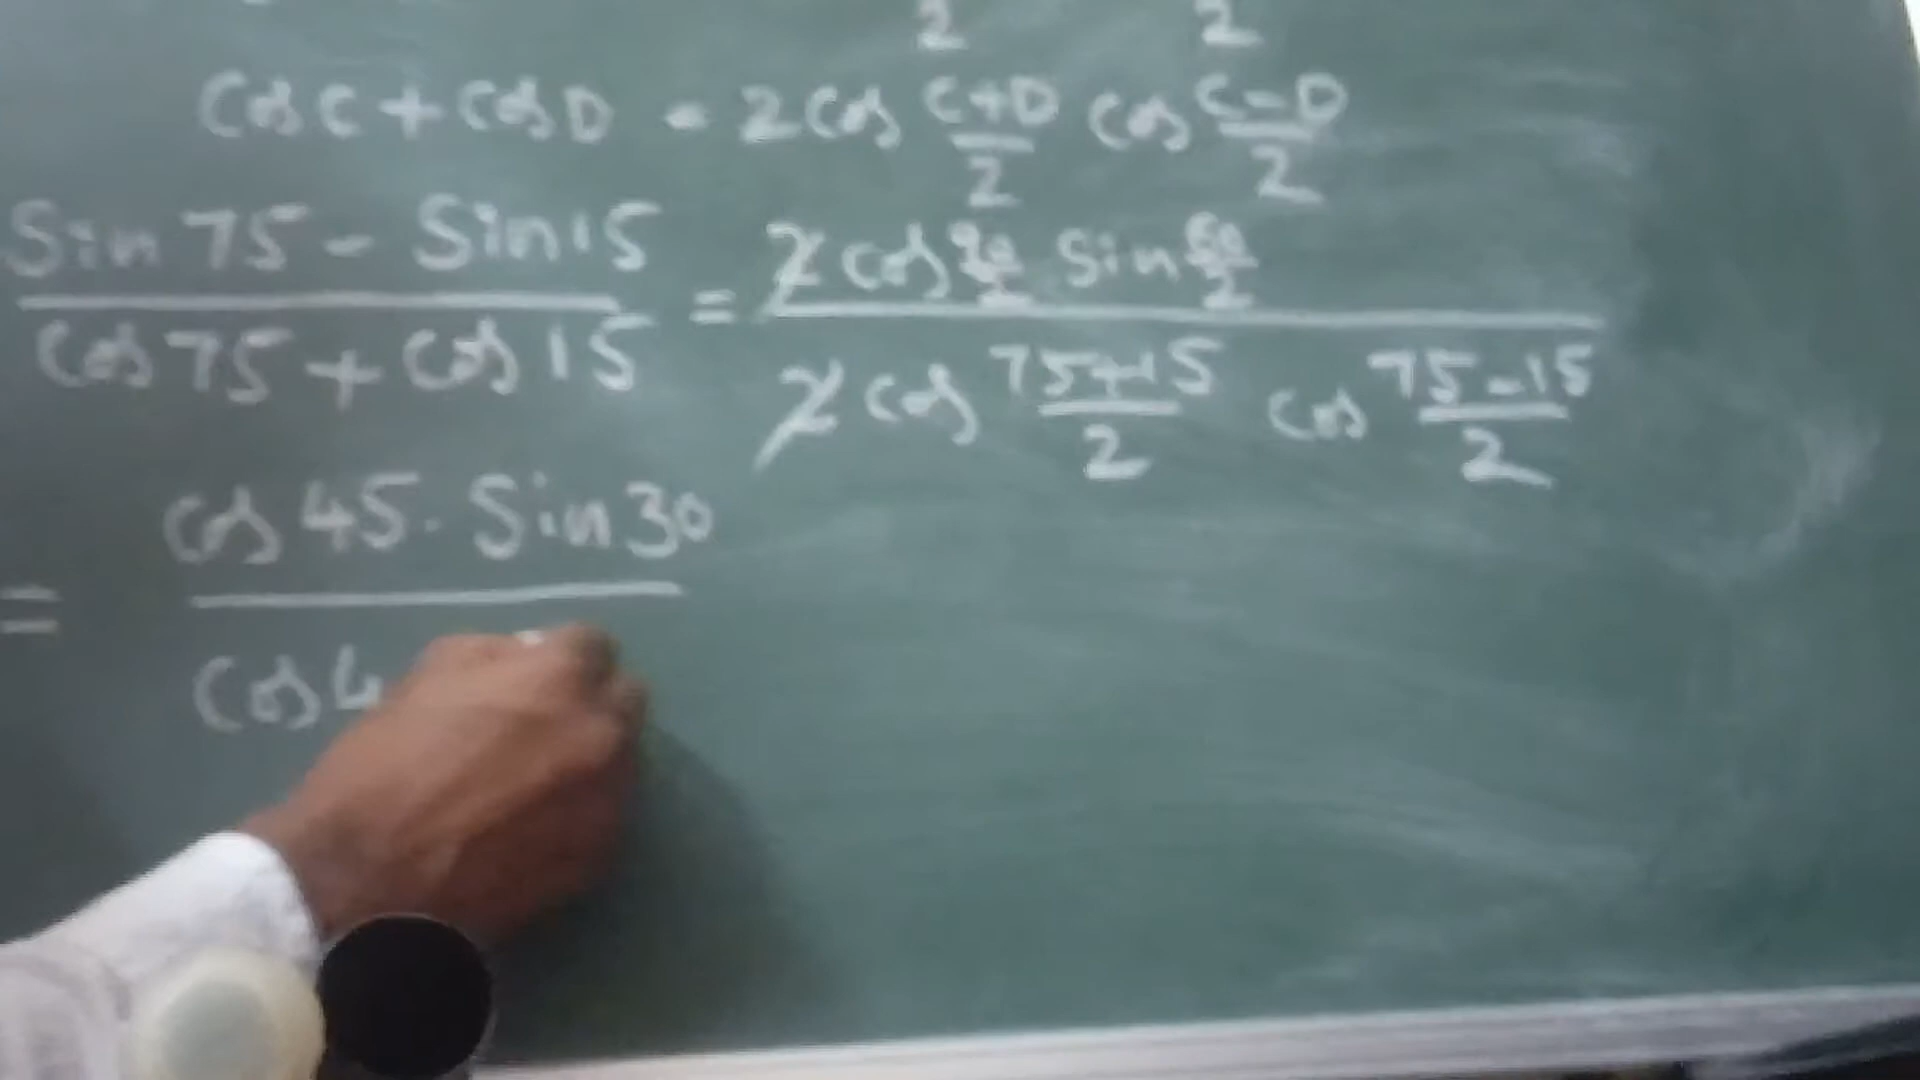 2 2
cos C + cos D = 2 cos C+D/2 cos C-D/2
Sin 75 - Sin 15 / cos 75 + cos 15 = 2 cos 90/2 Sin 60/2 / 2 cos 75+15/2 cos 75-15/2
= cos 45 . Sin 30 / cos 4